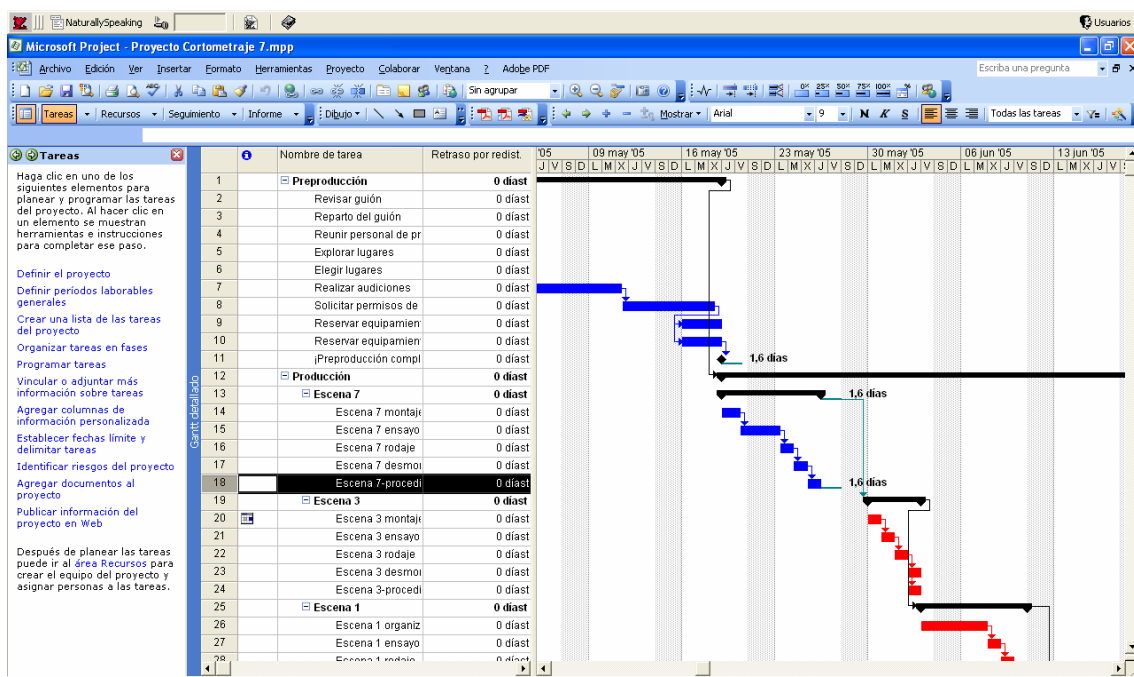 NaturallySpeaking
Usuarios
Microsoft Project - Proyecto Cortometraje 7.mpp
Archivo Edición Ver Insertar Formato Herramientas Proyecto Colaborar Ventana ? Adobe PDF
Escriba una pregunta
Sin agrupar
0% 25% 50% 75% 100%
Tareas Recursos Seguimiento Informe Dibujo Mostrar Arial 9 N K S Todas las tareas
Tareas
Haga clic en uno de los
siguientes elementos para
planear y programar las tareas
del proyecto. Al hacer clic en
un elemento se muestran
herramientas e instrucciones
para completar ese paso.
Definir el proyecto
Definir períodos laborables
generales
Crear una lista de las tareas
del proyecto
Organizar tareas en fases
Programar tareas
Vincular o adjuntar más
información sobre tareas
Agregar columnas de
información personalizada
Establecer fechas límite y
delimitar tareas
Identificar riesgos del proyecto
Agregar documentos al
proyecto
Publicar información del
proyecto en Web
Después de planear las tareas
puede ir al área Recursos para
crear el equipo del proyecto y
asignar personas a las tareas.
Gantt detallado
Nombre de tarea Retraso por redist.
'05 09 may '05 16 may '05 23 may '05 30 may '05 06 jun '05 13 jun '05
J V S D L M X J V S D L M X J V S D L M X J V S D L M X J V S D L M X J V S D L M X J V
1 Preproducción 0 díast
2 Revisar guión 0 díast
3 Reparto del guión 0 díast
4 Reunir personal de pr 0 díast
5 Explorar lugares 0 díast
6 Elegir lugares 0 díast
7 Realizar audiciones 0 díast
8 Solicitar permisos de 0 díast
9 Reservar equipamien 0 díast
10 Reservar equipamien 0 díast
11 ¡Preproducción compl 0 díast 1,6 días
12 Producción 0 díast
13 Escena 7 0 díast 1,6 días
14 Escena 7 montaje 0 díast
15 Escena 7 ensayo 0 díast
16 Escena 7 rodaje 0 díast
17 Escena 7 desmon 0 díast
18 Escena 7-procedi 0 díast 1,6 días
19 Escena 3 0 díast
20 Escena 3 montaje 0 díast
21 Escena 3 ensayo 0 díast
22 Escena 3 rodaje 0 díast
23 Escena 3 desmon 0 díast
24 Escena 3-procedi 0 díast
25 Escena 1 0 díast
26 Escena 1 organiz 0 díast
27 Escena 1 ensayo 0 díast
28 Escena 1 rodaje 0 díast